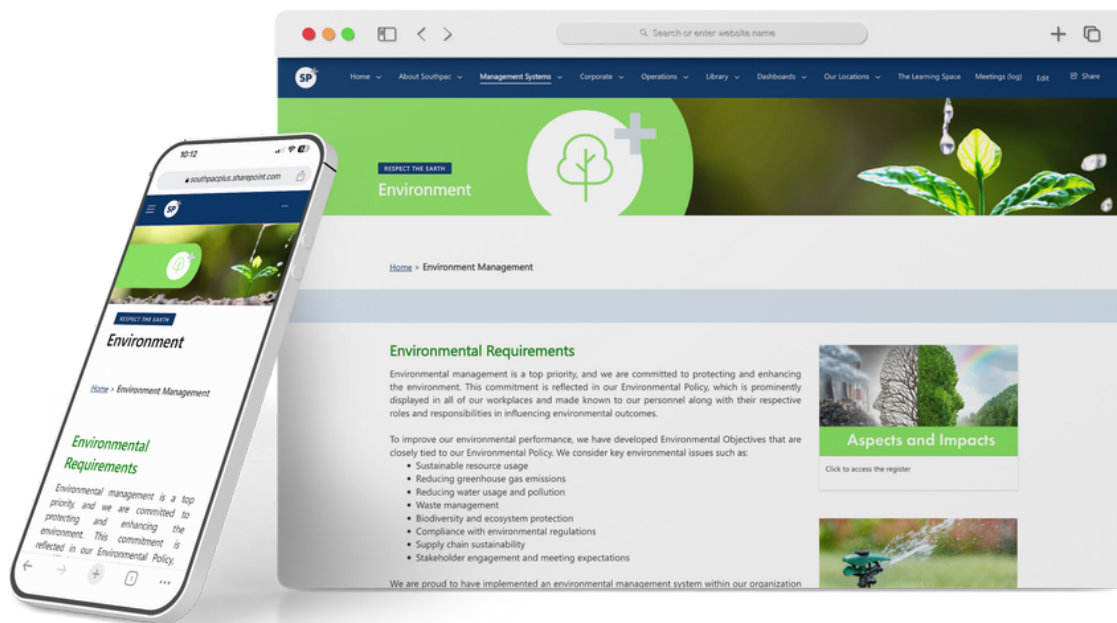 10:12
southpacplus.sharepoint.com
SP
RESPECT THE EARTH
Environment
Home > Environment Management
Environmental
Requirements
Environmental management is a top
priority, and we are committed to
protecting and enhancing the
environment. This commitment is
reflected in our Environmental Policy,
Search or enter website name
SP
Home
About Southpac
Management Systems
Corporate
Operations
Library
Dashboards
Our Locations
The Learning Space
Meetings (log)
Edit
Share
RESPECT THE EARTH
Environment
Home > Environment Management
Environmental Requirements
Environmental management is a top priority, and we are committed to protecting and enhancing
the environment. This commitment is reflected in our Environmental Policy, which is prominently
displayed in all of our workplaces and made known to our personnel along with their respective
roles and responsibilities in influencing environmental outcomes.
To improve our environmental performance, we have developed Environmental Objectives that are
closely tied to our Environmental Policy. We consider key environmental issues such as:
• Sustainable resource usage
• Reducing greenhouse gas emissions
• Reducing water usage and pollution
• Waste management
• Biodiversity and ecosystem protection
• Compliance with environmental regulations
• Supply chain sustainability
• Stakeholder engagement and meeting expectations
We are proud to have implemented an environmental management system within our organization
Aspects and Impacts
Click to access the register